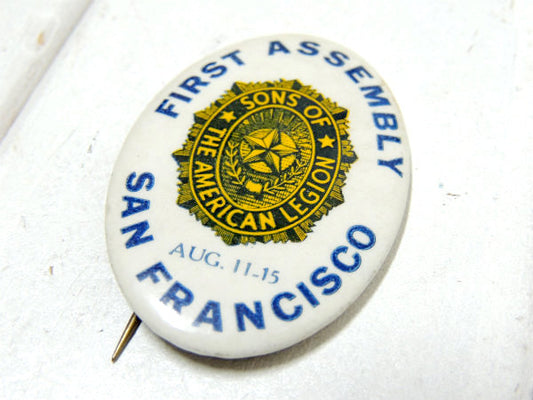 FIRST ASSEMBLY
★ SONS OF ★
THE AMERICAN LEGION
AUG. 11-15
SAN FRANCISCO